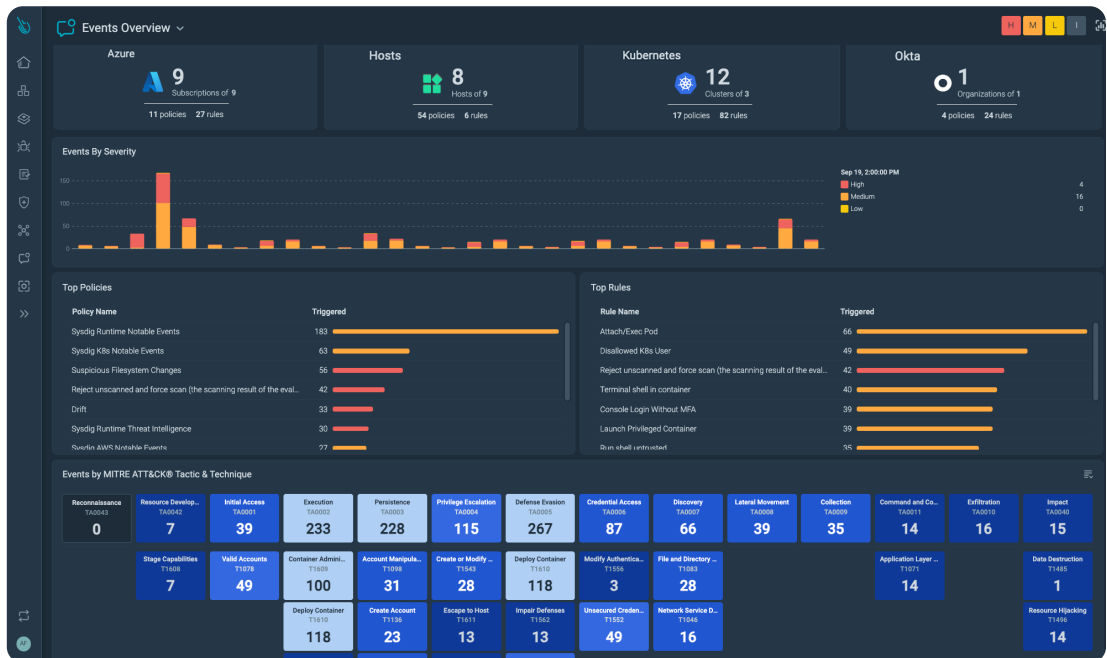 Events Overview
H M L I
Azure
9
Subscriptions of 9
11 policies 27 rules
Hosts
8
Hosts of 9
54 policies 6 rules
Kubernetes
12
Clusters of 3
17 policies 82 rules
Okta
1
Organizations of 1
4 policies 24 rules
Events By Severity
150
100
50
0
Sep 19, 2:00:00 PM
High 4
Medium 16
Low 0
Top Policies
Policy Name Triggered
Sysdig Runtime Notable Events 183
Sysdig K8s Notable Events 63
Suspicious Filesystem Changes 56
Reject unscanned and force scan (the scanning result of the eval... 42
Drift 33
Sysdig Runtime Threat Intelligence 30
Sysdig AWS Notable Events 27
Top Rules
Rule Name Triggered
Attach/Exec Pod 66
Disallowed K8s User 49
Reject unscanned and force scan (the scanning result of the eval... 42
Terminal shell in container 40
Console Login Without MFA 39
Launch Privileged Container 39
Run shell untrusted 35
Events by MITRE ATT&CK® Tactic & Technique
Reconnaissance
TA0043
0
Resource Develop...
TA0042
7
Initial Access
TA0001
39
Execution
TA0002
233
Persistence
TA0003
228
Privilege Escalation
TA0004
115
Defense Evasion
TA0005
267
Credential Access
TA0006
87
Discovery
TA0007
66
Lateral Movement
TA0008
39
Collection
TA0009
35
Command and Co...
TA0011
14
Exfiltration
TA0010
16
Impact
TA0040
15
Stage Capabilities
T1608
7
Valid Accounts
T1078
49
Container Admini...
T1609
100
Account Manipula...
T1098
31
Create or Modify ...
T1543
28
Deploy Container
T1610
118
Modify Authentica...
T1556
3
File and Directory ...
T1083
28
Application Layer ...
T1071
14
Data Destruction
T1485
1
Deploy Container
T1610
118
Create Account
T1136
23
Escape to Host
T1611
13
Impair Defenses
T1562
13
Unsecured Creden...
T1552
49
Network Service D...
T1046
16
Resource Hijacking
T1496
14
AF